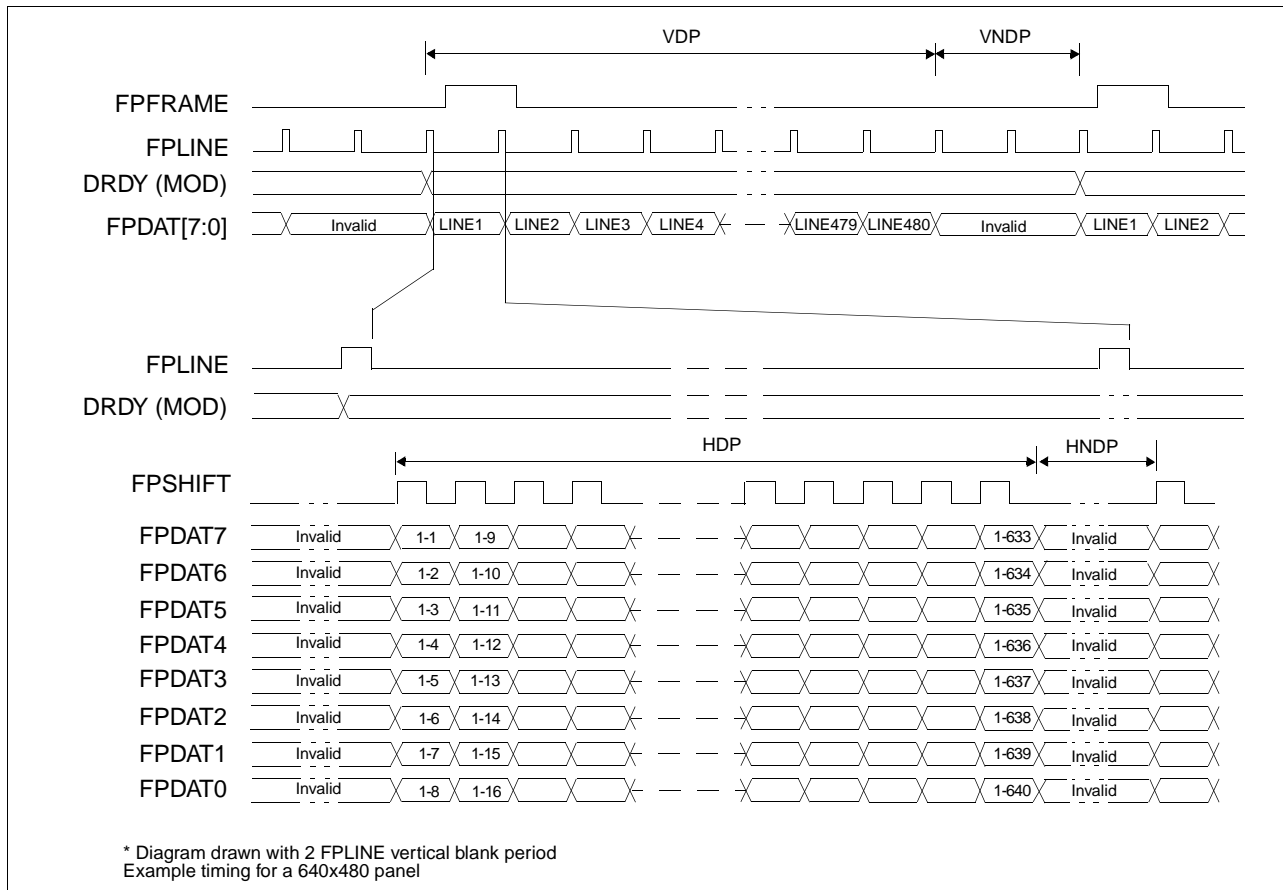 VDP VNDP
FPFRAME
FPLINE
DRDY (MOD)
FPDAT[7:0] Invalid LINE1 LINE2 LINE3 LINE4 LINE479 LINE480 Invalid LINE1 LINE2
FPLINE
DRDY (MOD)
HDP HNDP
FPSHIFT
FPDAT7 Invalid 1-1 1-9 1-633 Invalid
FPDAT6 Invalid 1-2 1-10 1-634 Invalid
FPDAT5 Invalid 1-3 1-11 1-635 Invalid
FPDAT4 Invalid 1-4 1-12 1-636 Invalid
FPDAT3 Invalid 1-5 1-13 1-637 Invalid
FPDAT2 Invalid 1-6 1-14 1-638 Invalid
FPDAT1 Invalid 1-7 1-15 1-639 Invalid
FPDAT0 Invalid 1-8 1-16 1-640 Invalid
* Diagram drawn with 2 FPLINE vertical blank period
Example timing for a 640x480 panel